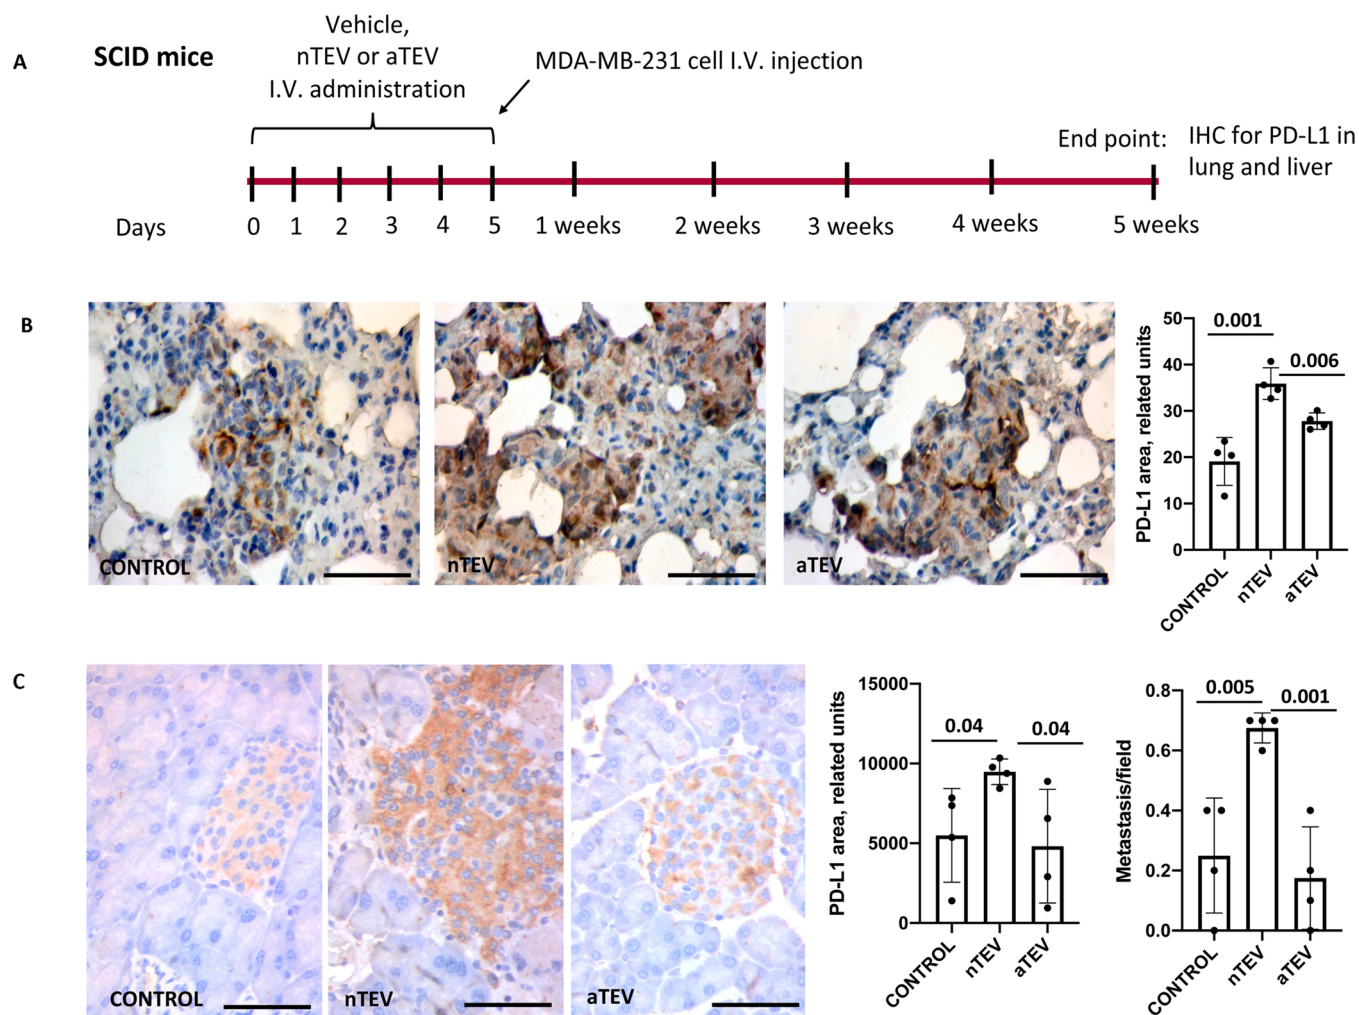 A
SCID mice
Vehicle,
nTEV or aTEV
I.V. administration
MDA-MB-231 cell I.V. injection
End point:
IHC for PD-L1 in
lung and liver
Days
0 1 2 3 4 5 1 weeks 2 weeks 3 weeks 4 weeks 5 weeks
B
CONTROL
nTEV
aTEV
PD-L1 area, related units
50
40
30
20
10
0
0.001
0.006
CONTROL
nTEV
aTEV
C
CONTROL
nTEV
aTEV
PD-L1 area, related units
15000
10000
5000
0
0.04
0.04
CONTROL
nTEV
aTEV
Metastasis/field
0.8
0.6
0.4
0.2
0.0
0.005
0.001
CONTROL
nTEV
aTEV